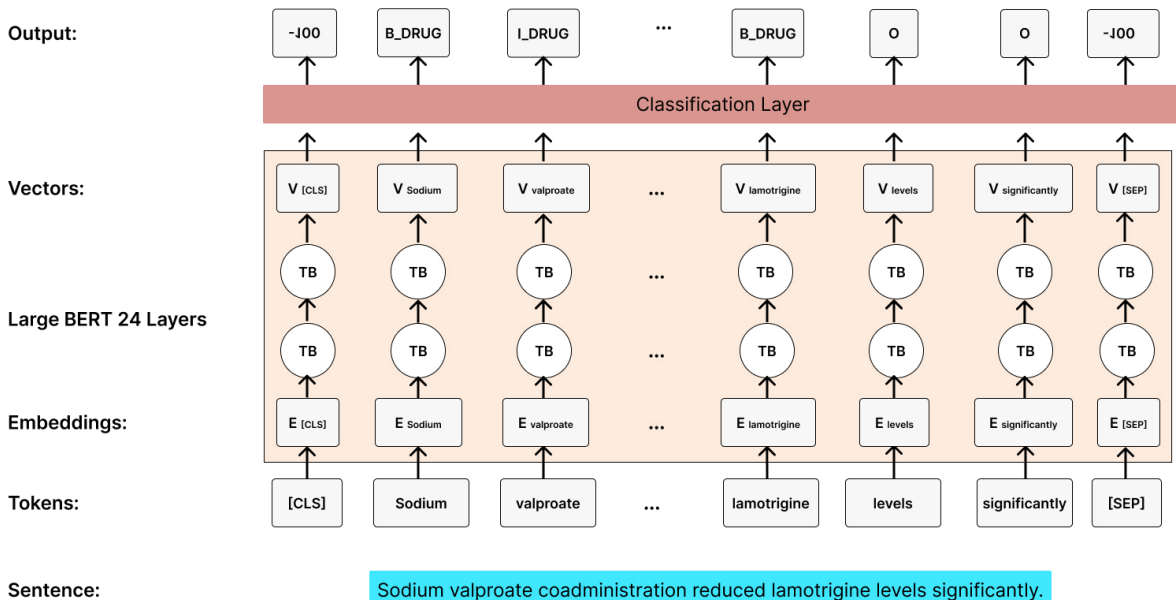 Output: -100 B_DRUG I_DRUG ... B_DRUG O O -100
Classification Layer
Vectors: V [CLS] V Sodium V valproate ... V lamotrigine V levels V significantly V [SEP]
TB TB TB ... TB TB TB TB
Large BERT 24 Layers
TB TB TB ... TB TB TB TB
Embeddings: E [CLS] E Sodium E valproate ... E lamotrigine E levels E significantly E [SEP]
Tokens: [CLS] Sodium valproate ... lamotrigine levels significantly [SEP]
Sentence: Sodium valproate coadministration reduced lamotrigine levels significantly.